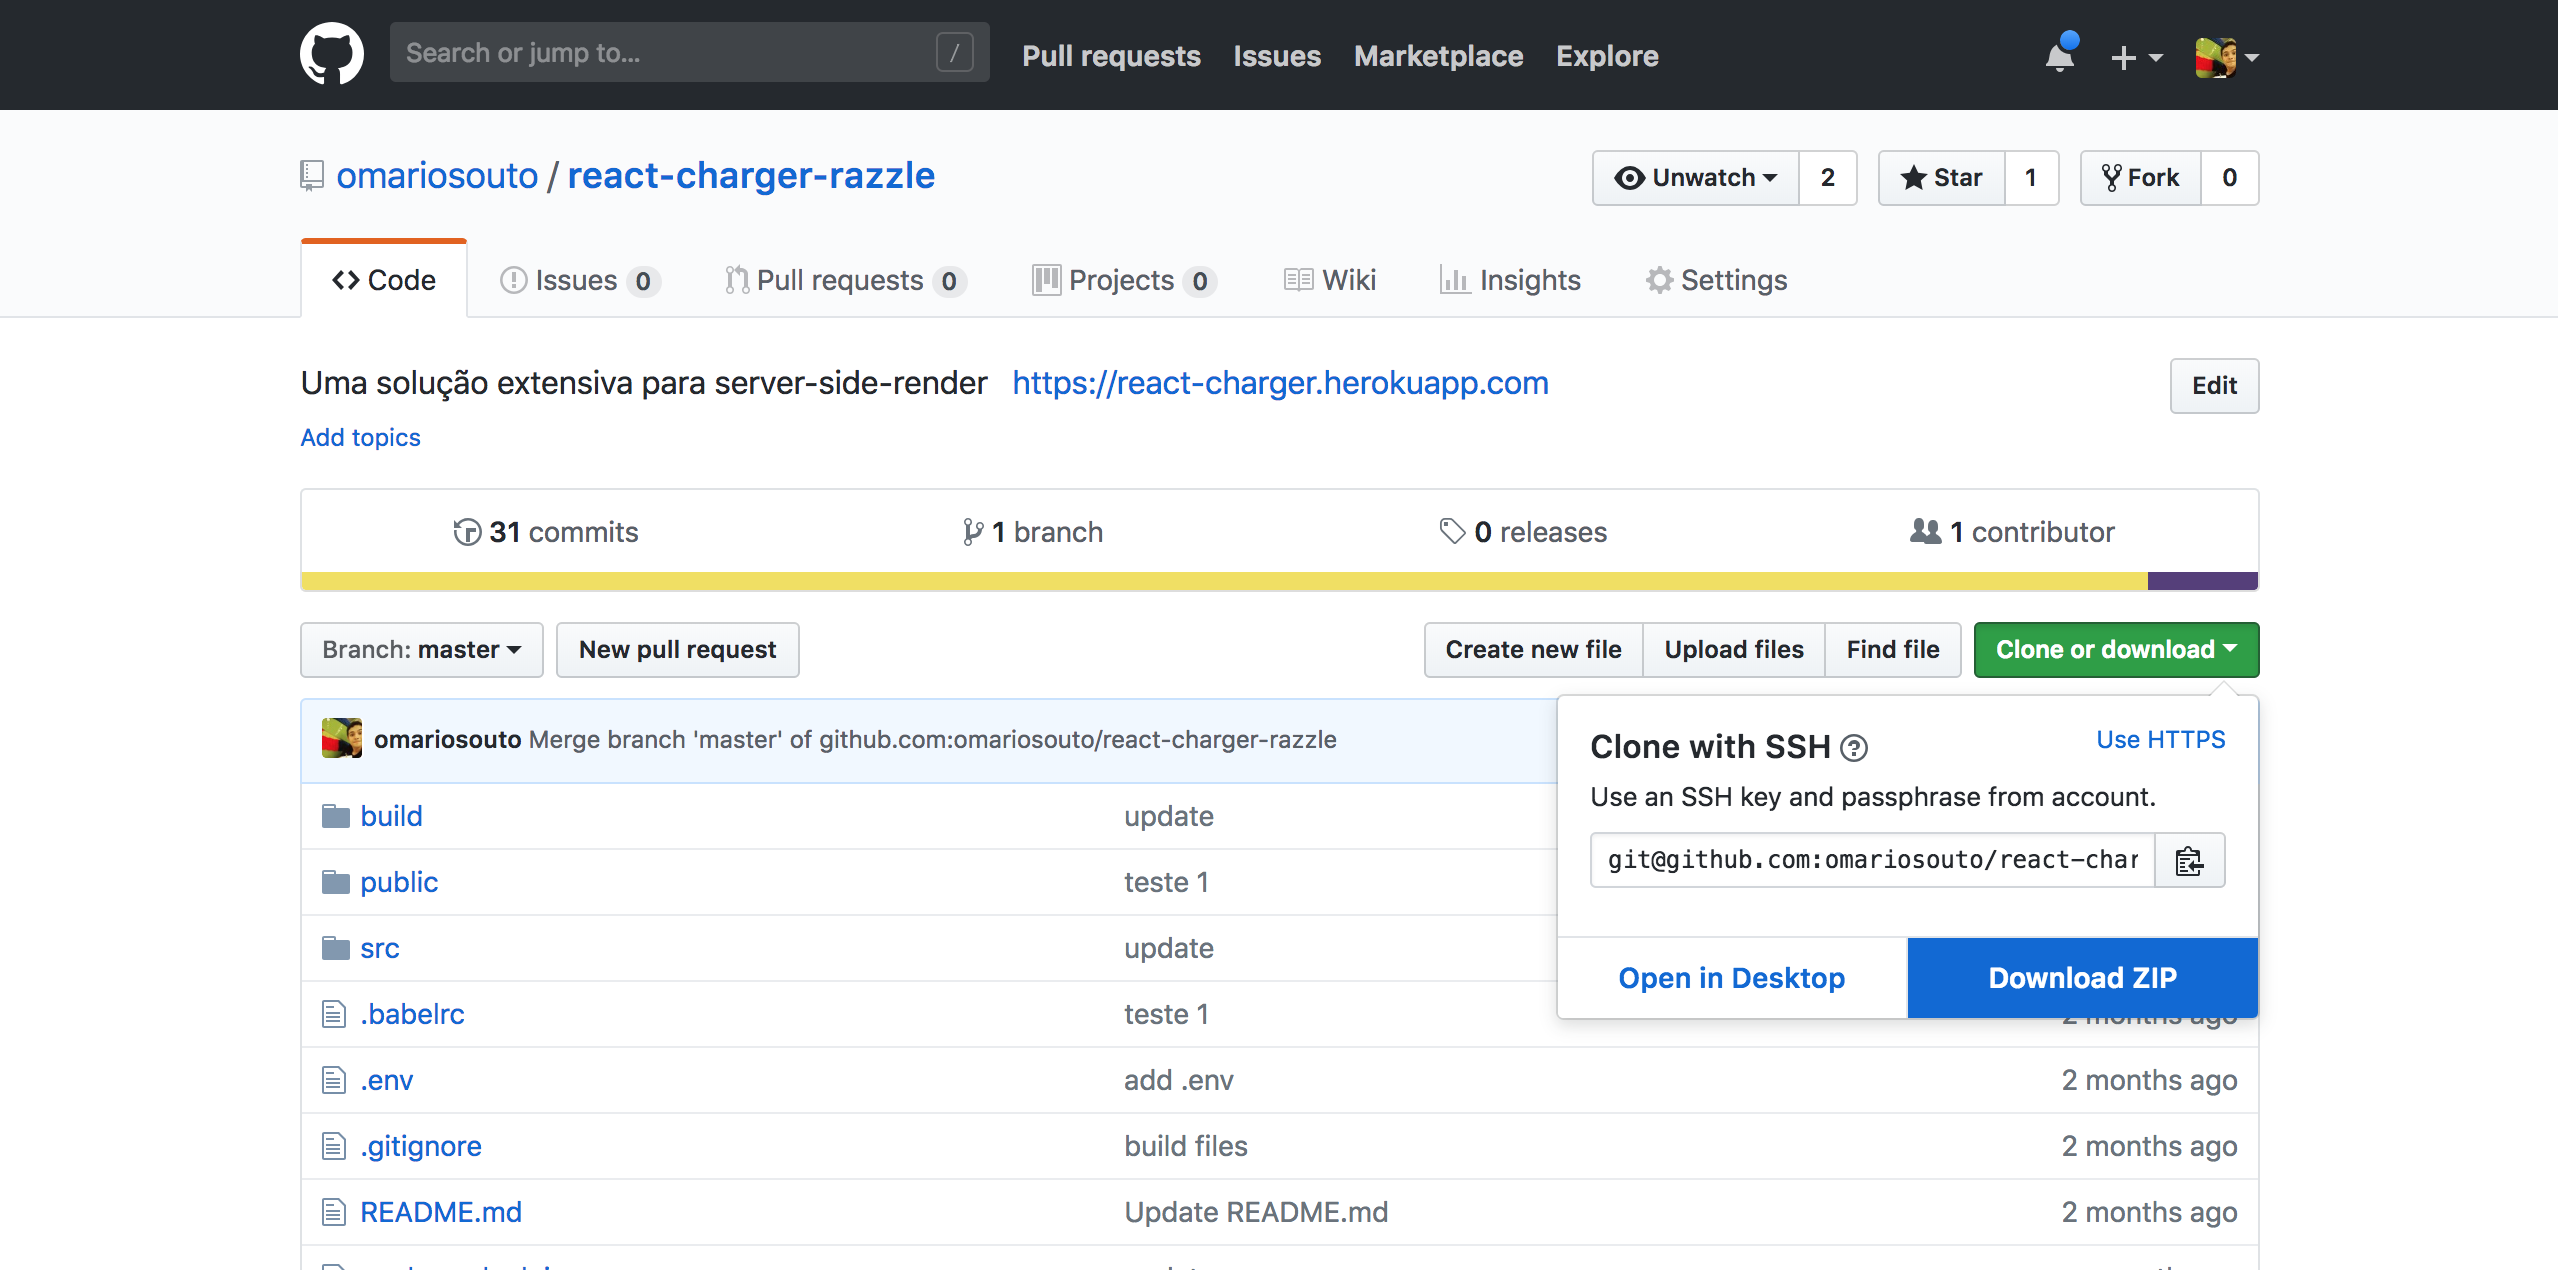 Search or jump to... / Pull requests Issues Marketplace Explore
omariosouto / react-charger-razzle Unwatch 2 Star 1 Fork 0
Code Issues 0 Pull requests 0 Projects 0 Wiki Insights Settings
Uma solução extensiva para server-side-render https://react-charger.herokuapp.com Edit
Add topics
31 commits 1 branch 0 releases 1 contributor
Branch: master New pull request Create new file Upload files Find file Clone or download
omariosouto Merge branch 'master' of github.com:omariosouto/react-charger-razzle
Clone with SSH ? Use HTTPS
Use an SSH key and passphrase from account.
git@github.com:omariosouto/react-char
Open in Desktop Download ZIP
build update
public teste 1
src update
.babelrc teste 1 2 months ago
.env add .env 2 months ago
.gitignore build files 2 months ago
README.md Update README.md 2 months ago